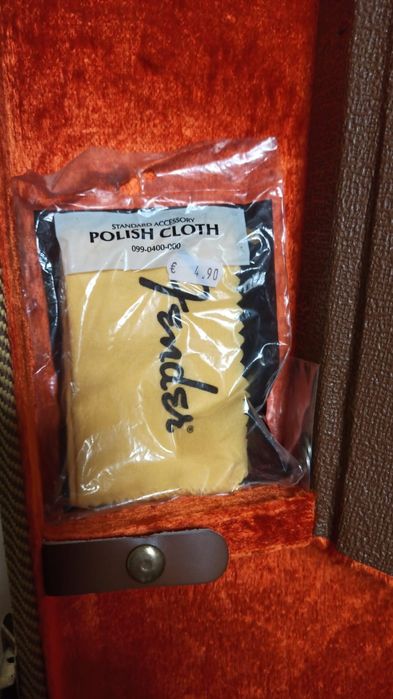 STANDARD ACCESSORY
POLISH CLOTH
099-0400-000
€ 4.90
Fender®